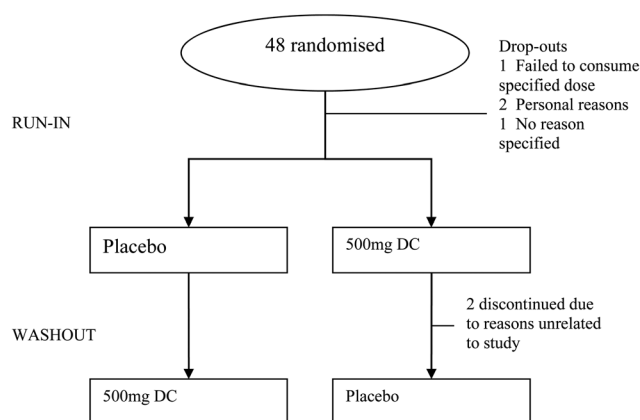 48 randomised
Drop-outs
1 Failed to consume
specified dose
2 Personal reasons
1 No reason
specified
RUN-IN
Placebo
500mg DC
2 discontinued due
to reasons unrelated
to study
WASHOUT
500mg DC
Placebo